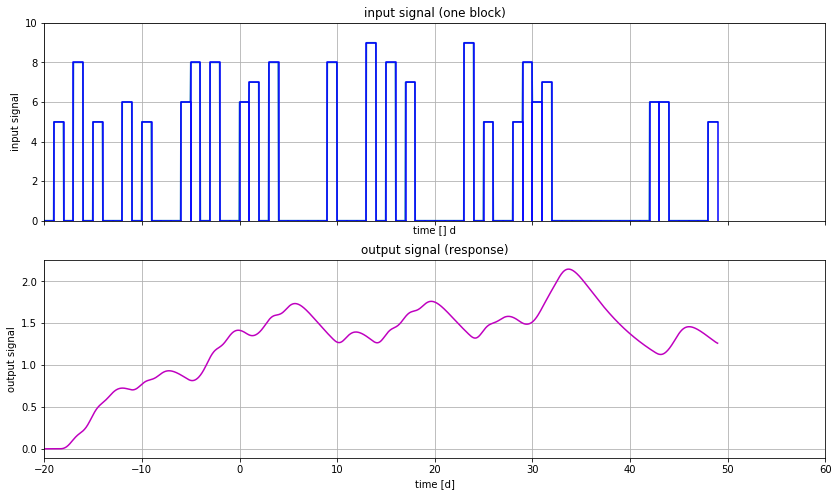 input signal (one block)
10
8
6
4
2
0
input signal
time [] d
output signal (response)
2.0
1.5
1.0
0.5
0.0
output signal
−20 −10 0 10 20 30 40 50 60
time [d]